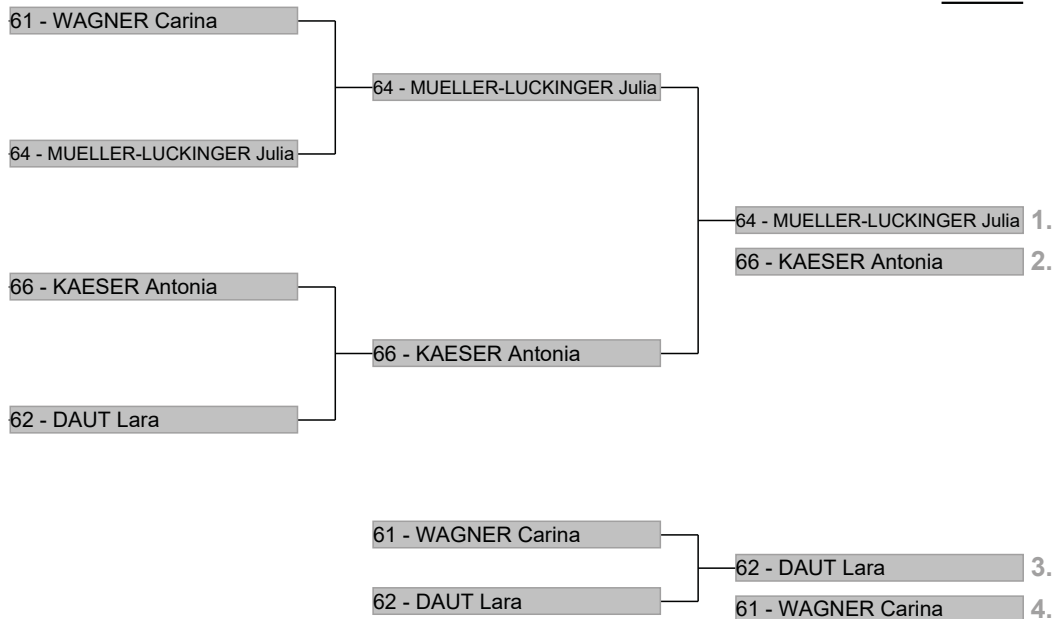 61 - WAGNER Carina
64 - MUELLER-LUCKINGER Julia
64 - MUELLER-LUCKINGER Julia
64 - MUELLER-LUCKINGER Julia 1.
66 - KAESER Antonia 2.
66 - KAESER Antonia
66 - KAESER Antonia
62 - DAUT Lara
61 - WAGNER Carina
62 - DAUT Lara 3.
62 - DAUT Lara
61 - WAGNER Carina 4.